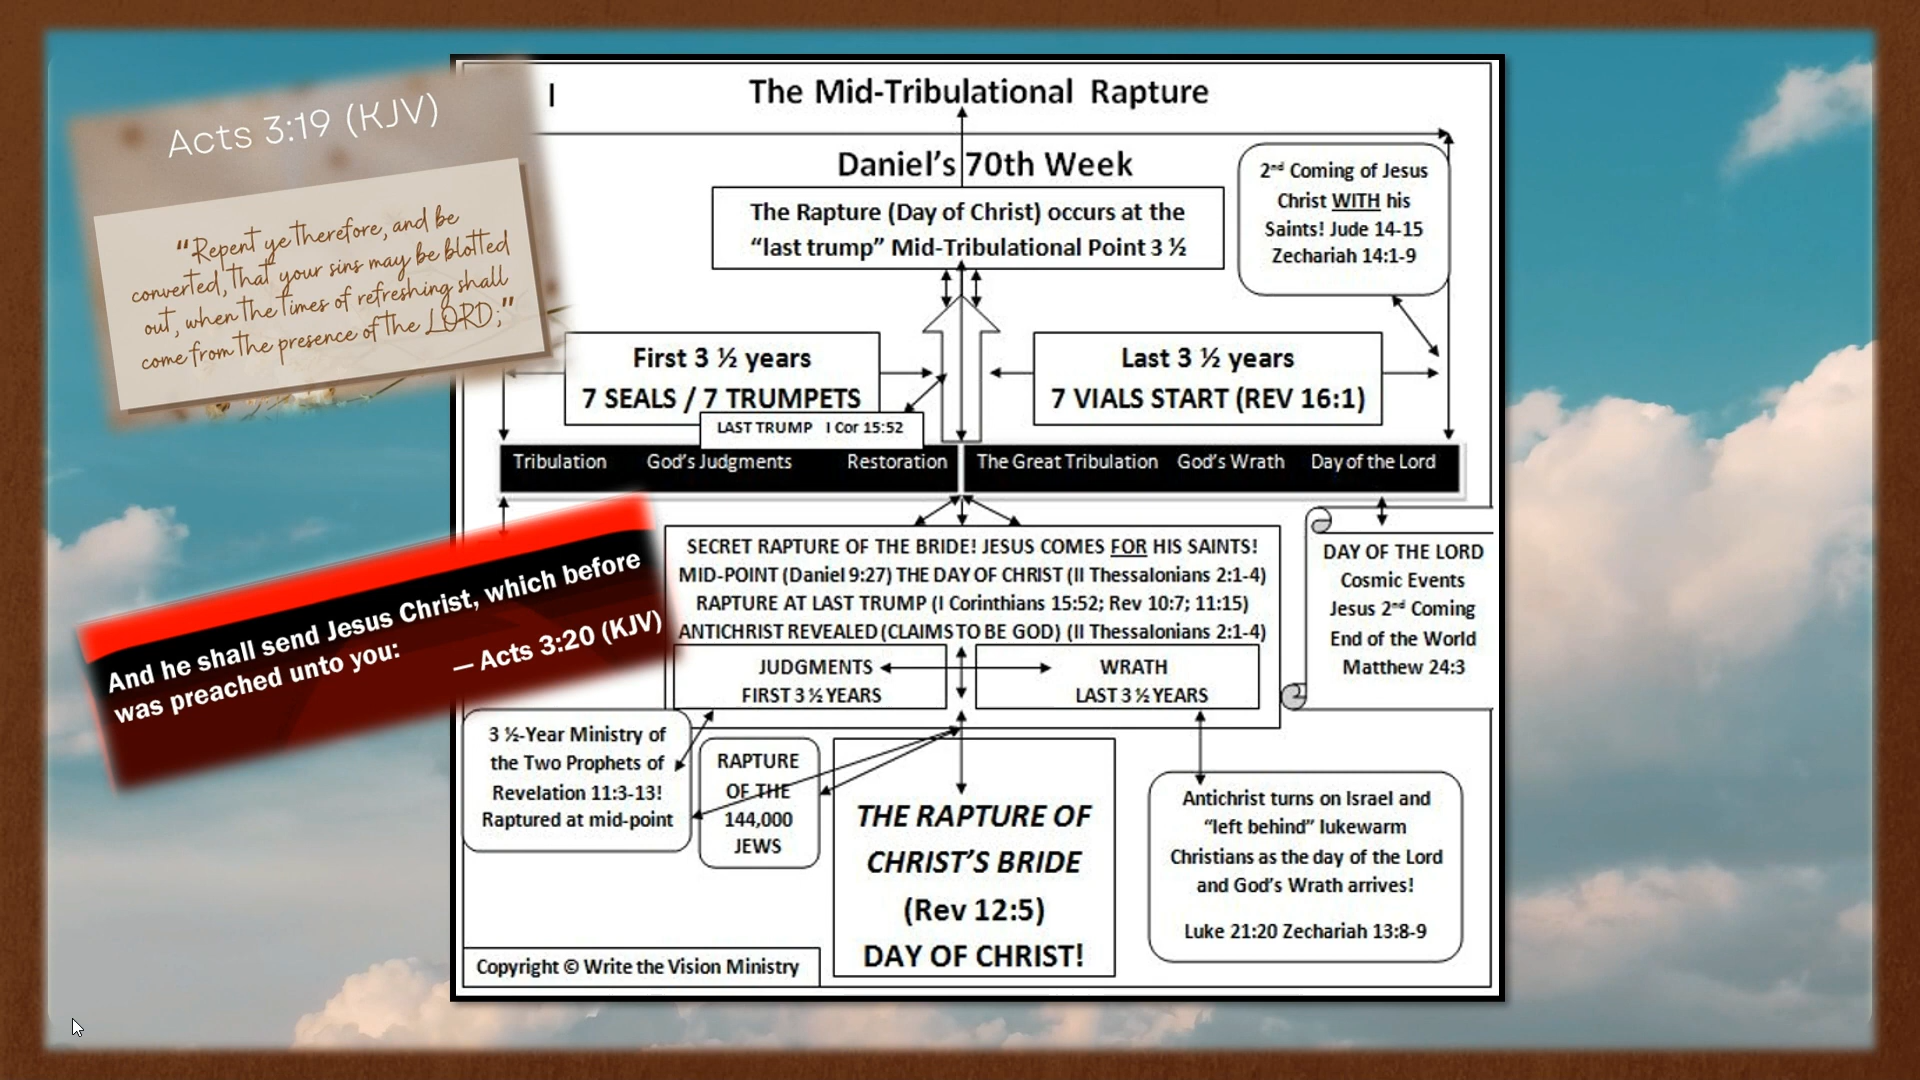 Acts 3:19 (KJV)
"Repent ye therefore, and be
converted, that your sins may be blotted
out, when the times of refreshing shall
come from the presence of the LORD;"
And he shall send Jesus Christ, which before
was preached unto you:
— Acts 3:20 (KJV)
I
The Mid-Tribulational Rapture
Daniel's 70th Week
The Rapture (Day of Christ) occurs at the
"last trump" Mid-Tribulational Point 3 ½
2nd Coming of Jesus
Christ WITH his
Saints! Jude 14-15
Zechariah 14:1-9
First 3 ½ years
7 SEALS / 7 TRUMPETS
LAST TRUMP I Cor 15:52
Last 3 ½ years
7 VIALS START (REV 16:1)
Tribulation God's Judgments Restoration
The Great Tribulation God's Wrath Day of the Lord
SECRET RAPTURE OF THE BRIDE! JESUS COMES FOR HIS SAINTS!
MID-POINT (Daniel 9:27) THE DAY OF CHRIST (II Thessalonians 2:1-4)
RAPTURE AT LAST TRUMP (I Corinthians 15:52; Rev 10:7; 11:15)
ANTICHRIST REVEALED (CLAIMS TO BE GOD) (II Thessalonians 2:1-4)
JUDGMENTS
FIRST 3 ½ YEARS
WRATH
LAST 3 ½ YEARS
DAY OF THE LORD
Cosmic Events
Jesus 2nd Coming
End of the World
Matthew 24:3
3 ½-Year Ministry of
the Two Prophets of
Revelation 11:3-13!
Raptured at mid-point
RAPTURE
OF THE
144,000
JEWS
THE RAPTURE OF
CHRIST'S BRIDE
(Rev 12:5)
DAY OF CHRIST!
Antichrist turns on Israel and
"left behind" lukewarm
Christians as the day of the Lord
and God's Wrath arrives!
Luke 21:20 Zechariah 13:8-9
Copyright © Write the Vision Ministry